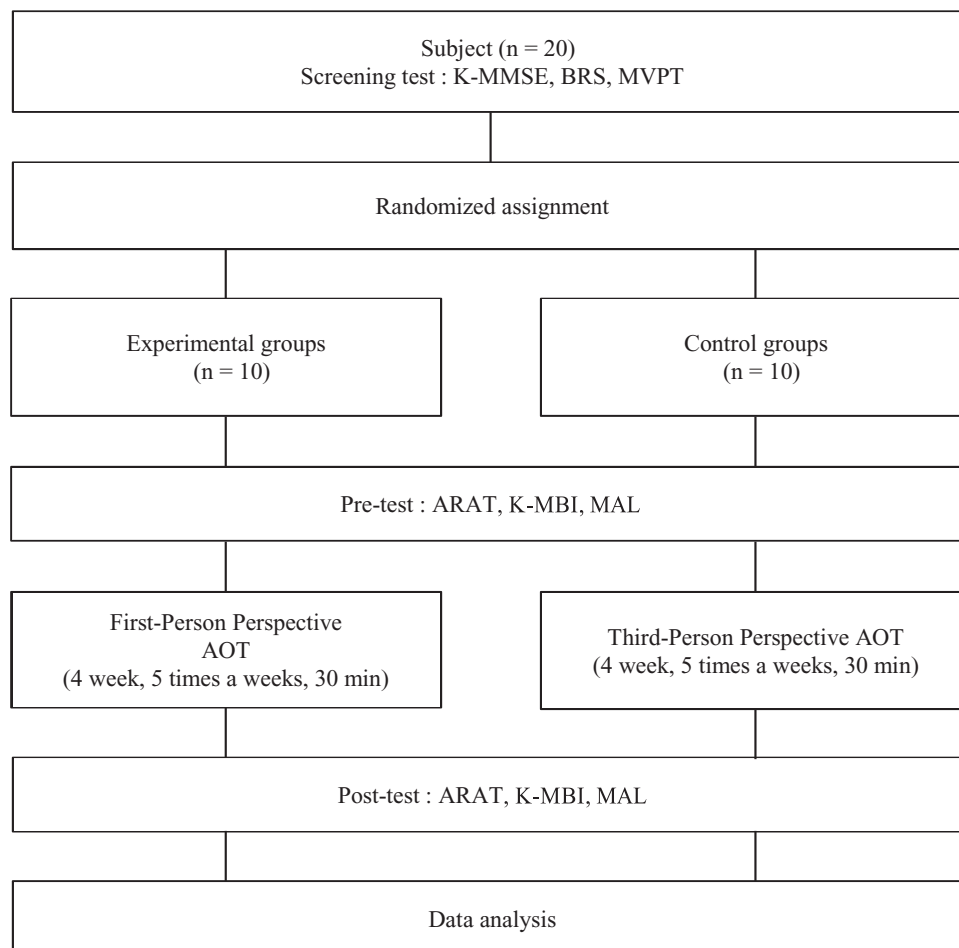 Subject (n = 20)
Screening test : K-MMSE, BRS, MVPT
Randomized assignment
Experimental groups
(n = 10)
Control groups
(n = 10)
Pre-test : ARAT, K-MBI, MAL
First-Person Perspective
AOT
(4 week, 5 times a weeks, 30 min)
Third-Person Perspective AOT
(4 week, 5 times a weeks, 30 min)
Post-test : ARAT, K-MBI, MAL
Data analysis